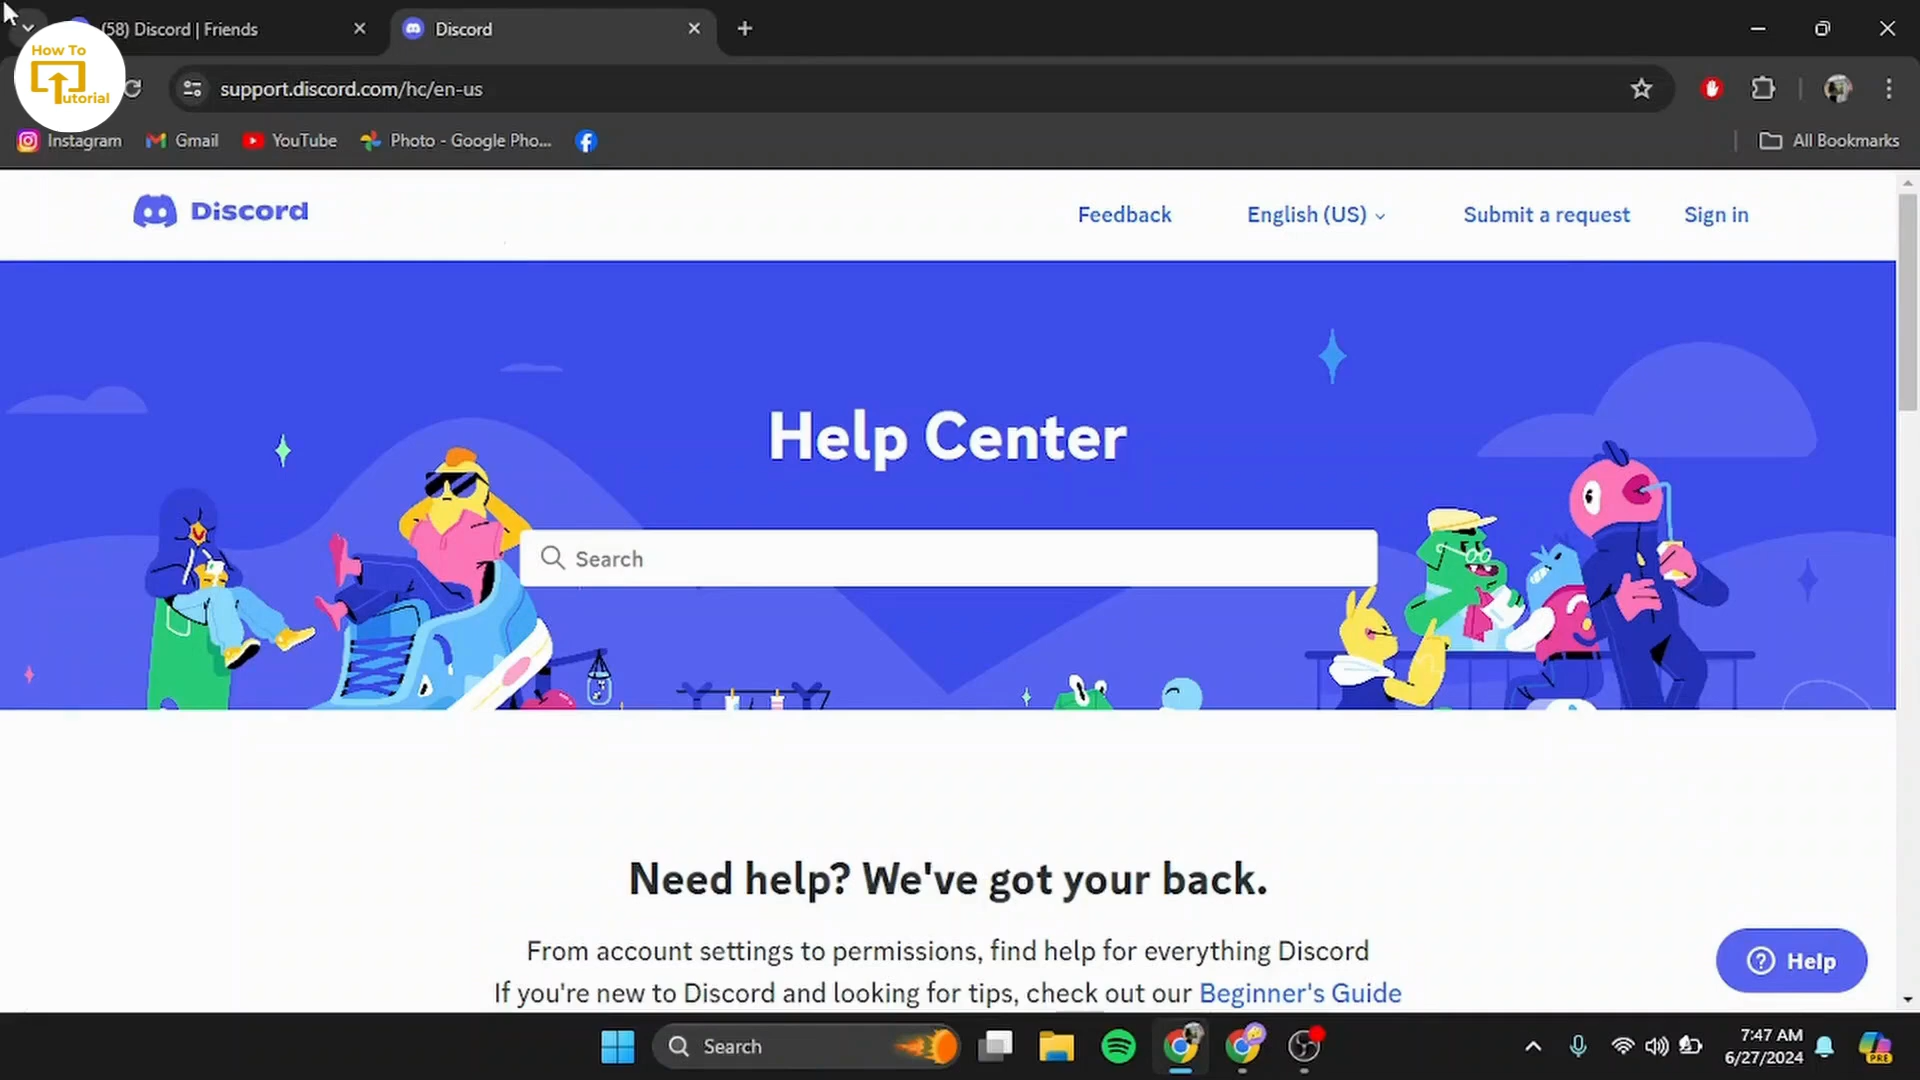 (58) Discord | Friends
Discord
How To
utorial
support.discord.com/hc/en-us
Instagram
Gmail
YouTube
Photo - Google Pho...
All Bookmarks
Discord
Feedback
English (US)
Submit a request
Sign in
Help Center
Search
Need help? We've got your back.
From account settings to permissions, find help for everything Discord
If you're new to Discord and looking for tips, check out our Beginner's Guide
Help
Search
7:47 AM
6/27/2024
PRE